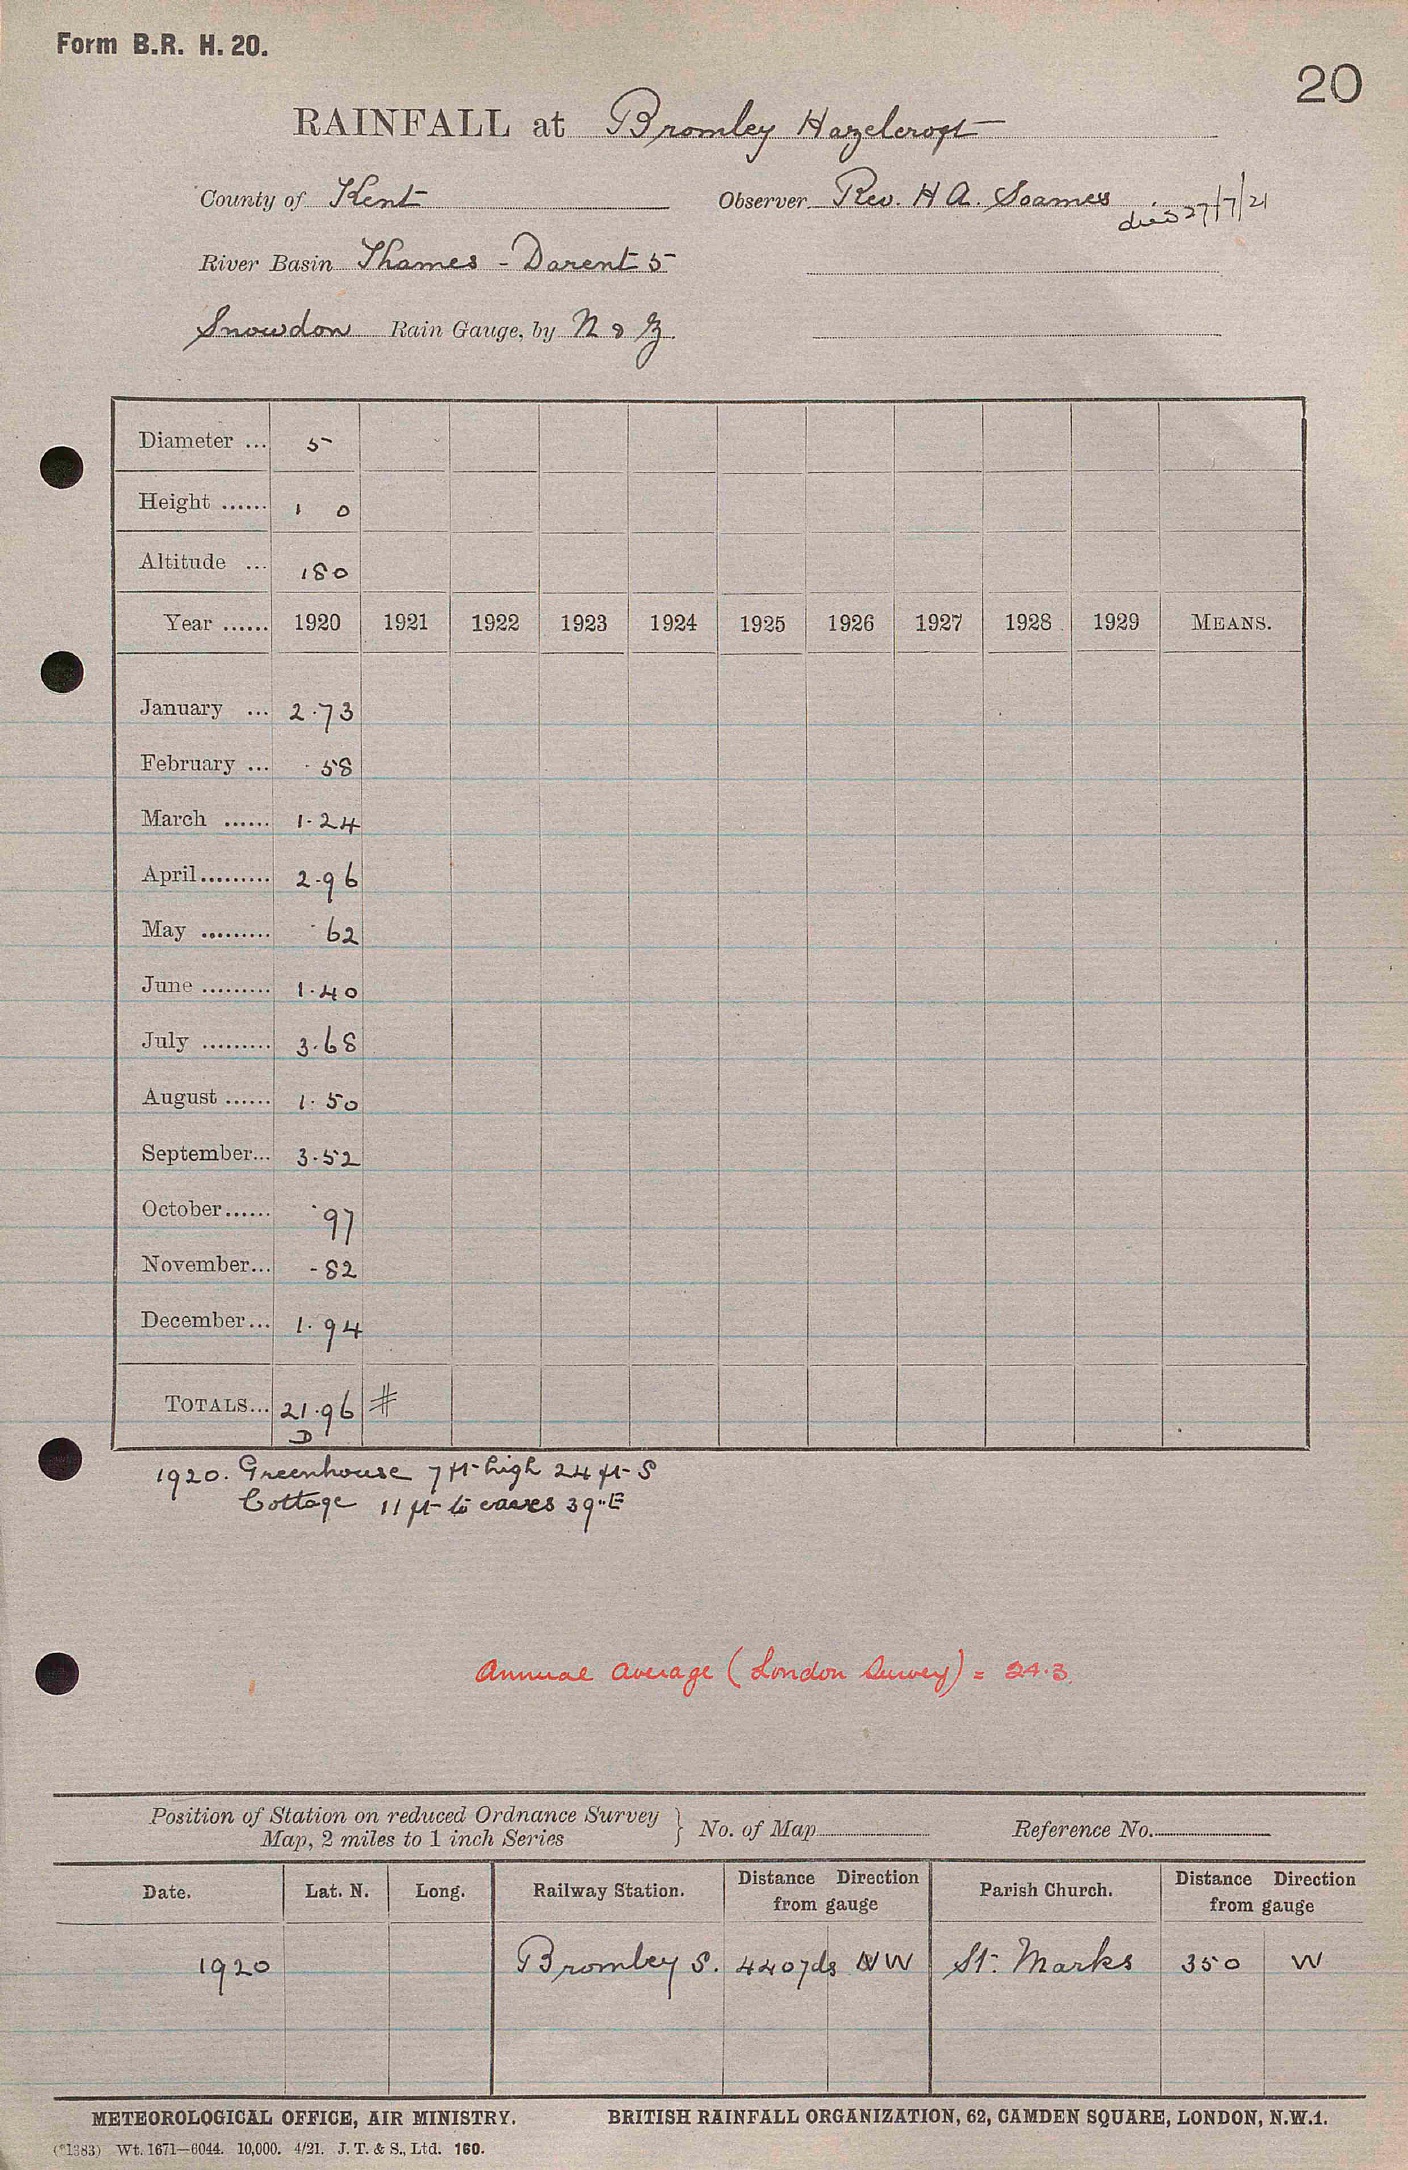 Form B.R. H. 20.
20
RAINFALL at Bromley Hazelcroft
County of Kent Observer Rev. H A. Soames died 27/7/21
River Basin Thames - Darent 5
Snowdon Rain Gauge, by N & Z.
Diameter ... 5
Height ...... 1 0
Altitude ... 180
Year ...... 1920 1921 1922 1923 1924 1925 1926 1927 1928 1929 MEANS.
January ... 2.73
February ... .58
March ...... 1.24
April ......... 2.96
May ......... .62
June ......... 1.40
July ......... 3.68
August ...... 1.50
September... 3.52
October...... .97
November... .82
December... 1.94
TOTALS... 21.96 #
D
1920. Greenhouse 7 ft high 24 ft S
Cottage 11 ft to eaves 39 " E
Annual Average (London Survey) = 24.3
Position of Station on reduced Ordnance Survey
Map, 2 miles to 1 inch Series } No. of Map Reference No.
Date. Lat. N. Long. Railway Station. Distance Direction from gauge Parish Church. Distance Direction from gauge
1920 Bromley S. 440yds NW St. Marks 350 W
METEOROLOGICAL OFFICE, AIR MINISTRY. BRITISH RAINFALL ORGANIZATION, 62, CAMDEN SQUARE, LONDON, N.W.1.
(*1383) Wt. 1671—6044. 10,000. 4/21. J. T. & S., Ltd. 160.